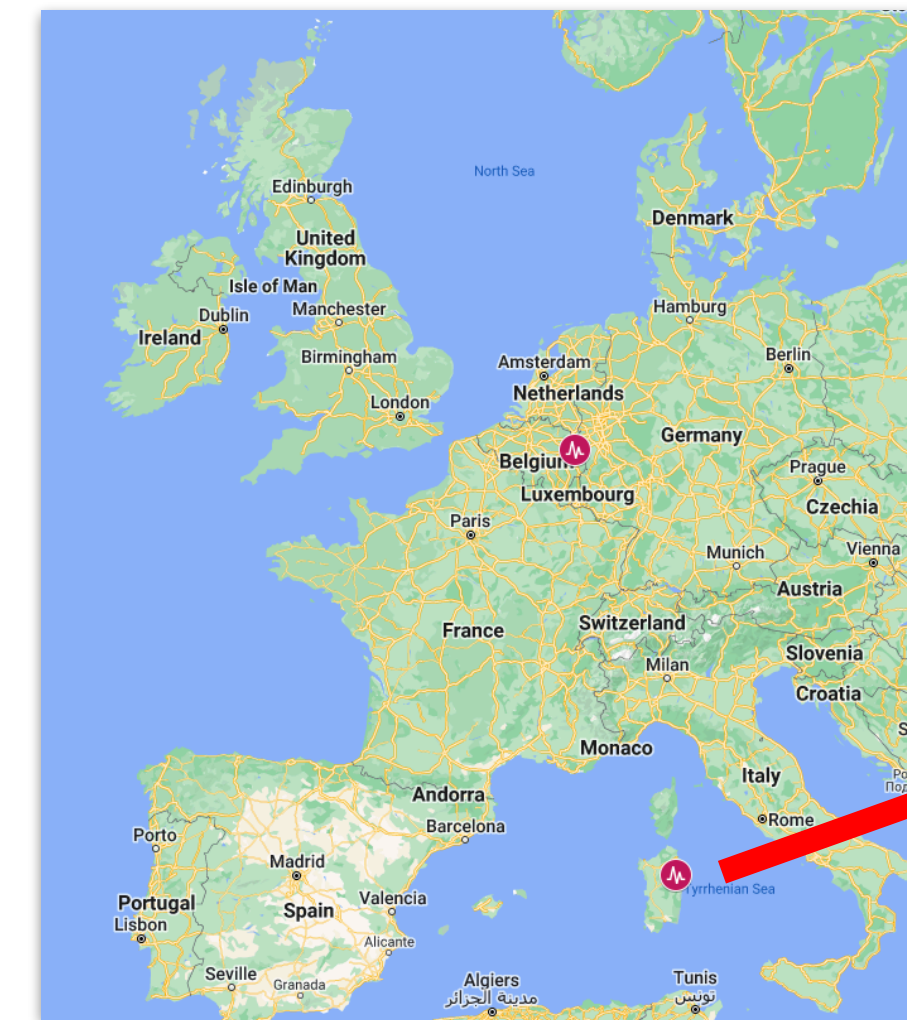 North Sea
Edinburgh
Denmark
United
Kingdom
Isle of Man
Hamburg
Manchester
Dublin
Ireland
Birmingham
Berlin
Amsterdam
Netherlands
London
Germany
Belgium
Prague
Luxembourg
Czechia
Paris
Munich
Vienna
Austria
France
Switzerland
Slovenia
Milan
Croatia
S
Monaco
Italy
Ро
Под
Andorra
Rome
Barcelona
Porto
Madrid
Tyrrhenian Sea
Portugal
Valencia
Spain
Lisbon
Alicante
Seville
Granada
Algiers
مدينة الجزائر
Tunis
تونس